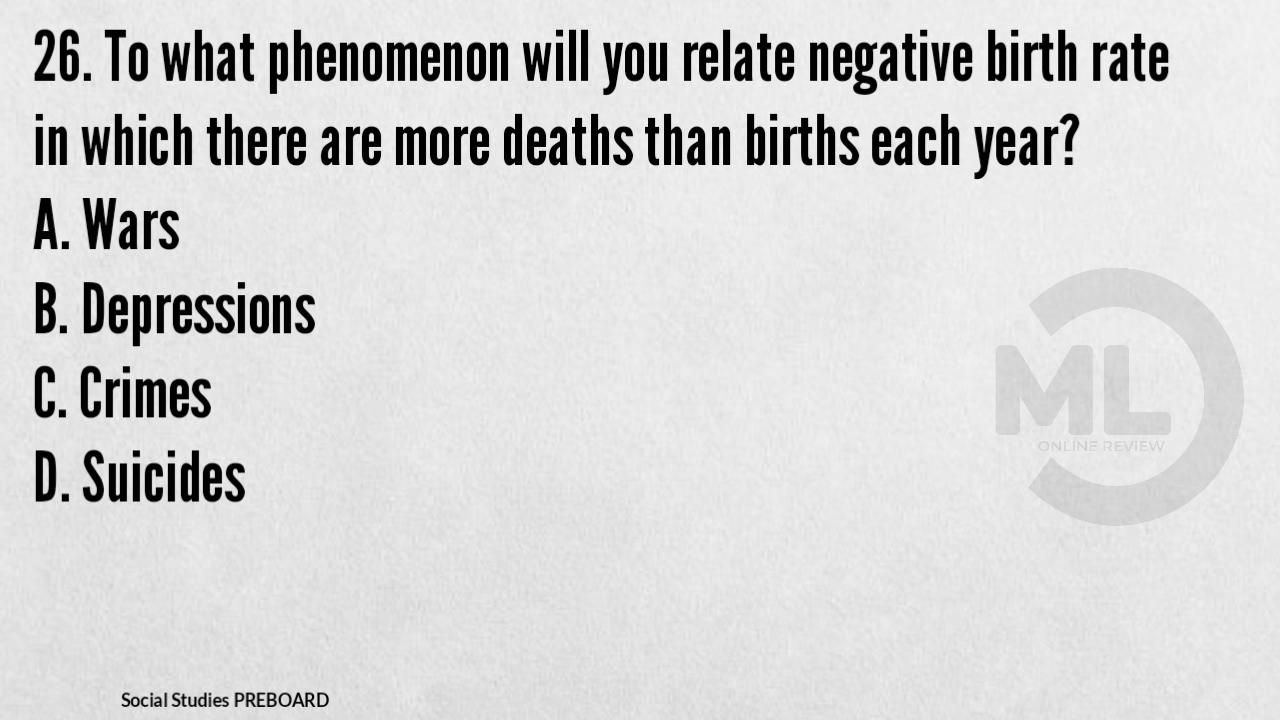 26. To what phenomenon will you relate negative birth rate
in which there are more deaths than births each year?
A. Wars
B. Depressions
C. Crimes
D. Suicides
ML
ONLINE REVIEW
Social Studies PREBOARD